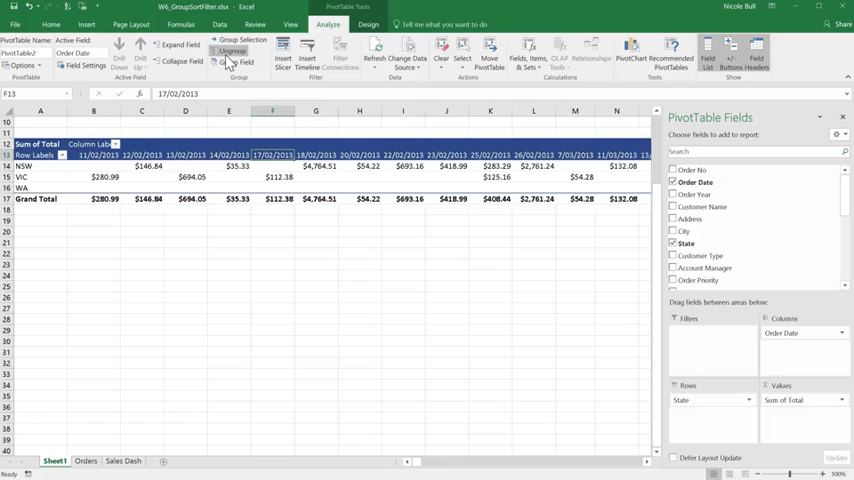 W6_GroupSortFilter.xlsx - Excel
PivotTable Tools
Nicole Bull
File Home Insert Page Layout Formulas Data Review View Analyze Design Tell me what you want to do Share
PivotTable Name: Active Field:
PivotTable2 Order Date
Options Field Settings
Drill Down Drill Up
Expand Field
Collapse Field
Group Selection
Ungroup
Group Field
Insert Slicer Insert Timeline Filter Connections
Refresh Change Data Source
Clear Select Move PivotTable
Fields, Items, & Sets OLAP Tools Relationships
PivotChart Recommended PivotTables
Field List +/- Buttons Field Headers
PivotTable Active Field Group Filter Data Actions Calculations Tools Show
F13 fx 17/02/2013
A B C D E F G H I J K L M N
10
11
12 Sum of Total Column Labe
13 Row Labels 11/02/2013 12/02/2013 13/02/2013 14/02/2013 17/02/2013 18/02/2013 20/02/2013 22/02/2013 23/02/2013 25/02/2013 26/02/2013 7/03/2013 11/03/2013 13/
14 NSW $146.84 $35.33 $4,764.51 $54.22 $693.16 $418.99 $283.29 $2,761.24 $132.08
15 VIC $280.99 $694.05 $112.38 $125.16 $54.28
16 WA
17 Grand Total $280.99 $146.84 $694.05 $35.33 $112.38 $4,764.51 $54.22 $693.16 $418.99 $408.44 $2,761.24 $54.28 $132.08
18
19
20
21
22
23
24
25
26
27
28
29
30
31
32
33
34
35
36
37
38
39
40
PivotTable Fields
Choose fields to add to report:
Search
Order No
Order Date
Order Year
Customer Name
Address
City
State
Customer Type
Account Manager
Order Priority
Drag fields between areas below:
Filters Columns
Order Date
Rows Σ Values
State Sum of Total
Defer Layout Update Update
Sheet1 Orders Sales Dash
Ready 100%